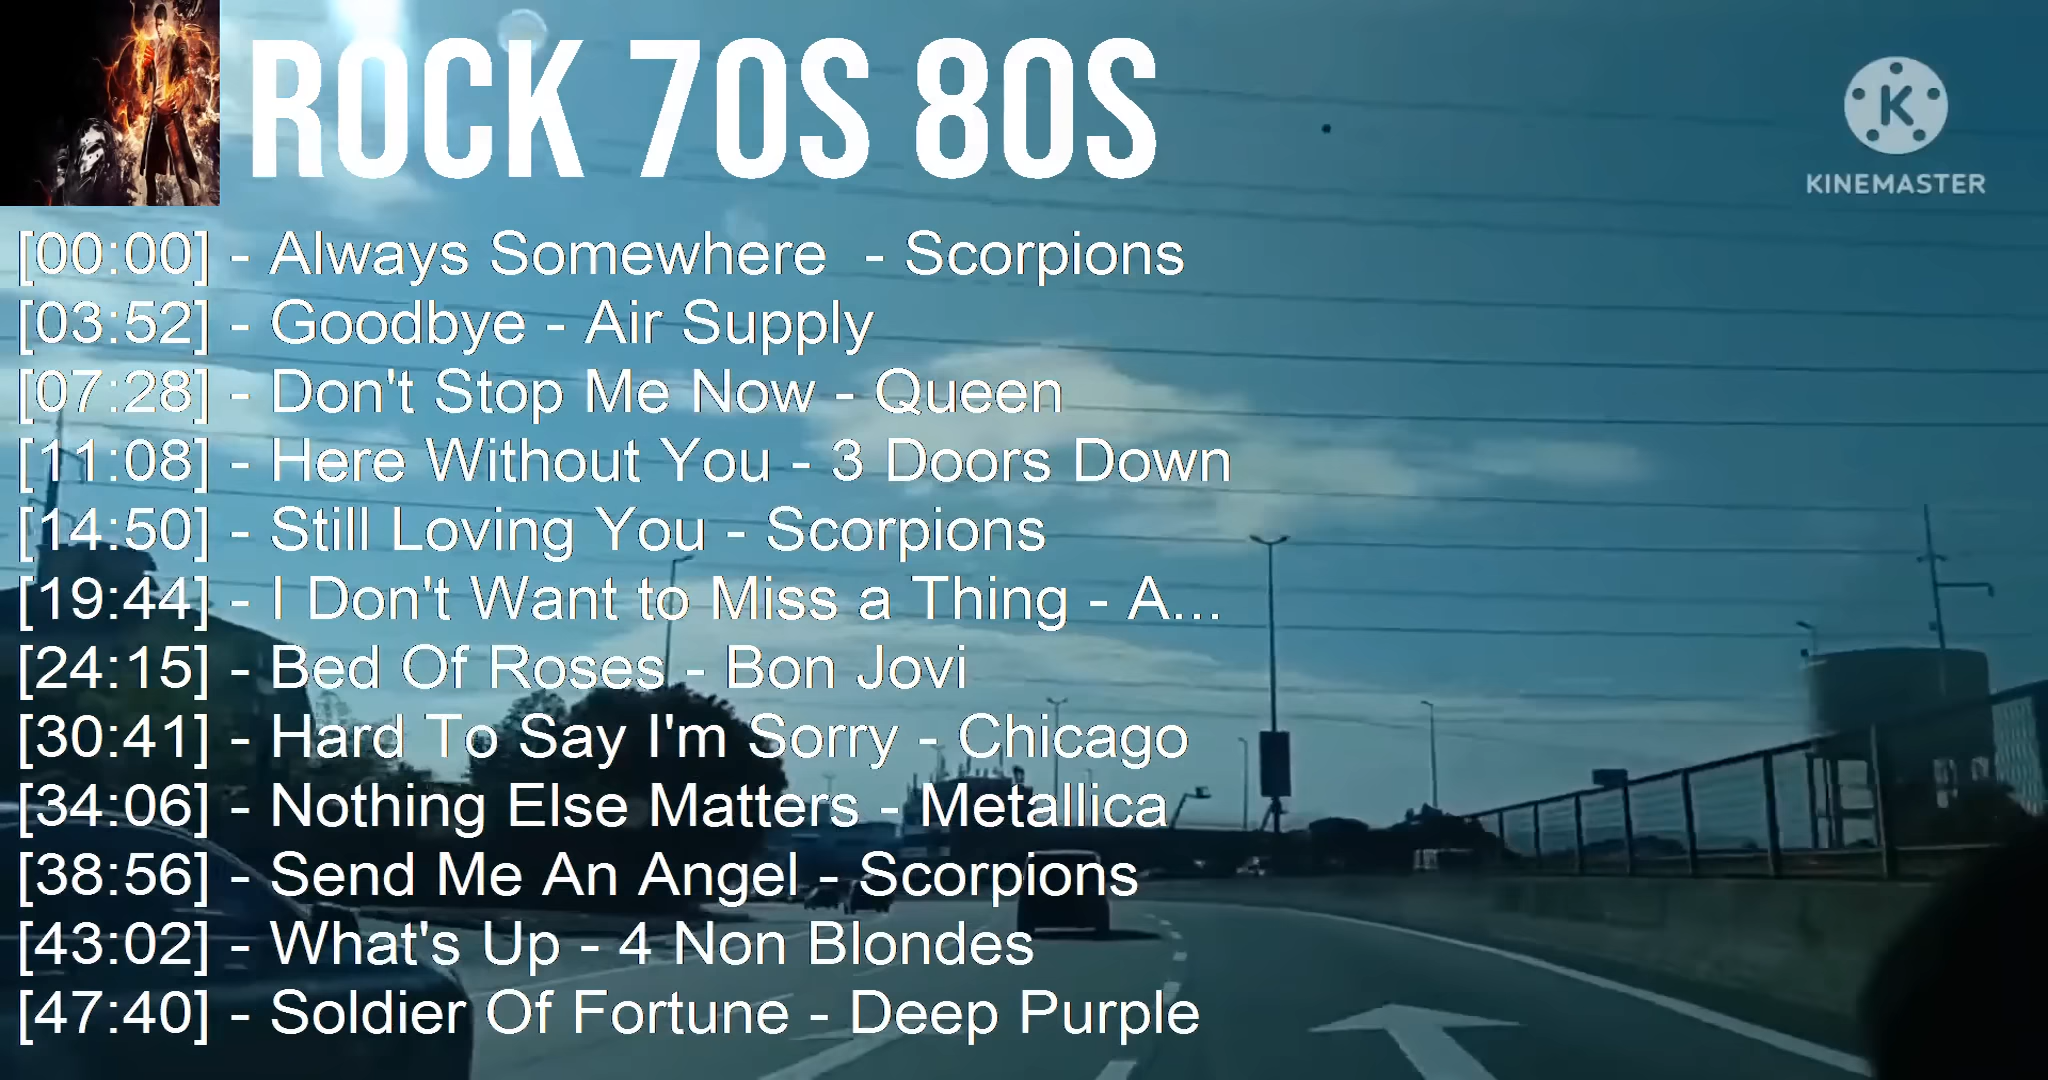 ROCK 70S 80S
K
KINEMASTER
[00:00] - Always Somewhere  - Scorpions
[03:52] - Goodbye - Air Supply
[07:28] - Don't Stop Me Now - Queen
[11:08] - Here Without You - 3 Doors Down
[14:50] - Still Loving You - Scorpions
[19:44] - I Don't Want to Miss a Thing - A...
[24:15] - Bed Of Roses - Bon Jovi
[30:41] - Hard To Say I'm Sorry - Chicago
[34:06] - Nothing Else Matters - Metallica
[38:56] - Send Me An Angel - Scorpions
[43:02] - What's Up - 4 Non Blondes
[47:40] - Soldier Of Fortune - Deep Purple